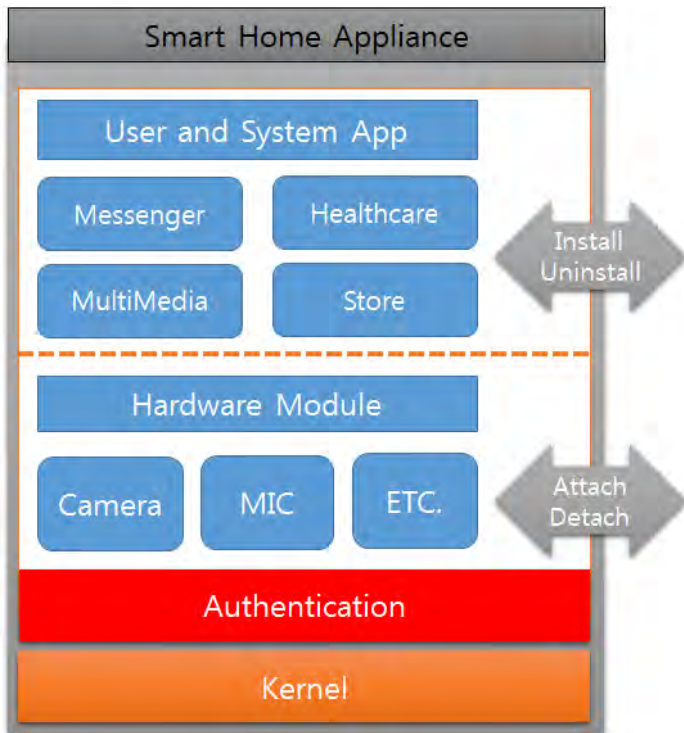 Smart Home Appliance
User and System App
Messenger
Healthcare
Install
Uninstall
MultiMedia
Store
Hardware Module
Camera
MIC
ETC.
Attach
Detach
Authentication
Kernel